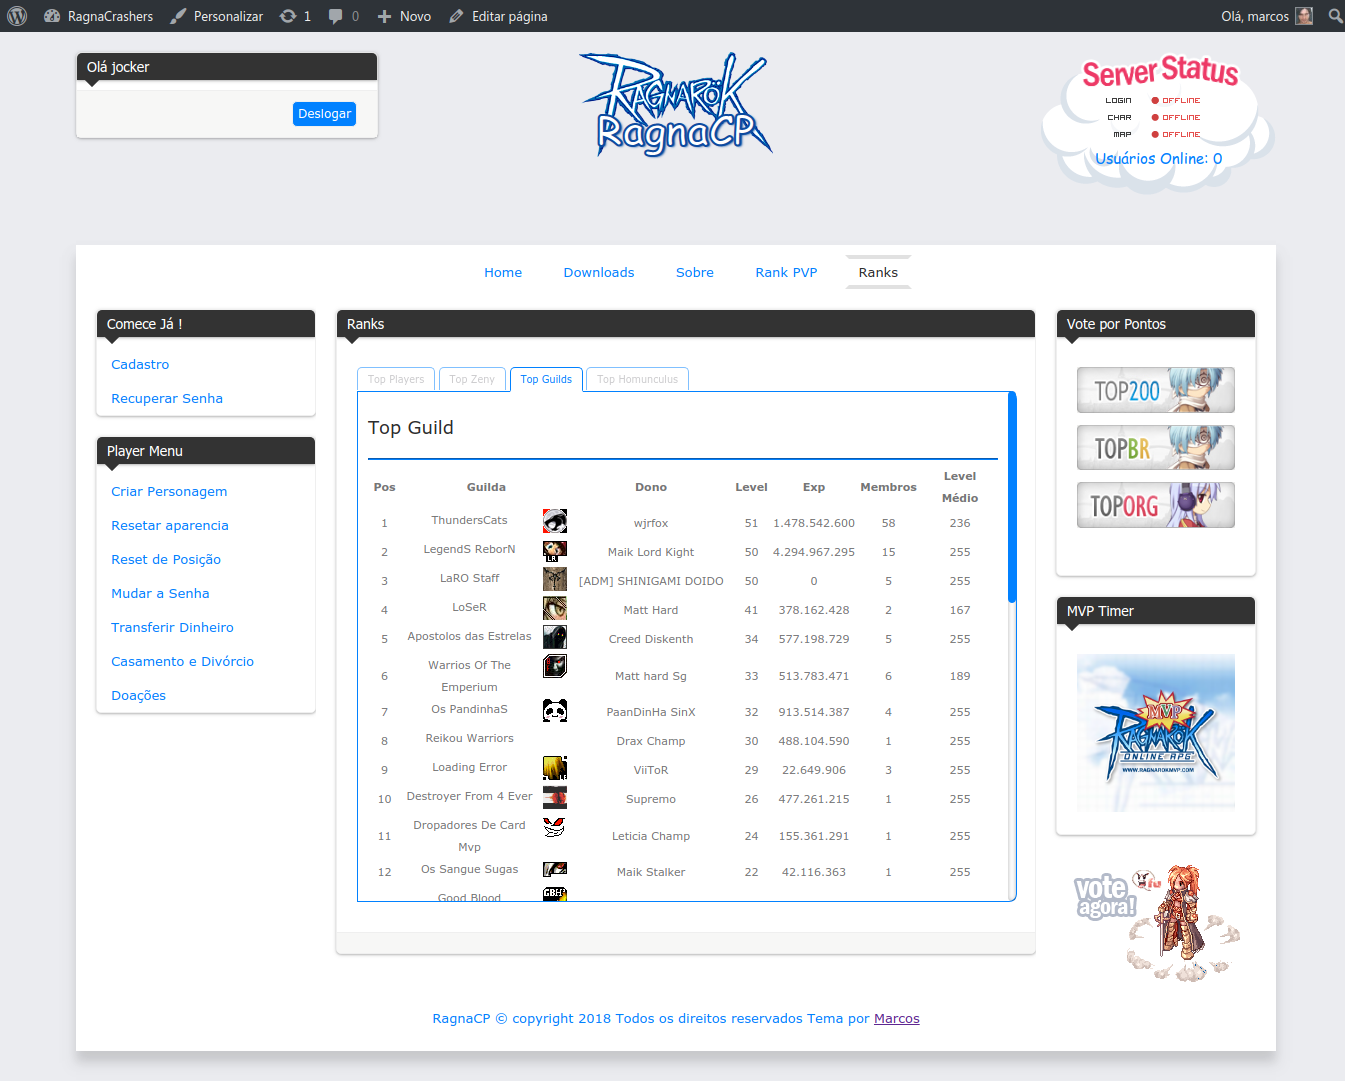 RagnaCrashers Personalizar 1 0 Novo Editar página Olá, marcos
Olá jocker
Deslogar
RAGNARÖK
RagnaCP
Server Status
LOGIN OFFLINE
CHAR OFFLINE
MAP OFFLINE
Usuários Online: 0
Home Downloads Sobre Rank PVP Ranks
Comece Já !
Cadastro
Recuperar Senha
Player Menu
Criar Personagem
Resetar aparencia
Reset de Posição
Mudar a Senha
Transferir Dinheiro
Casamento e Divórcio
Doações
Ranks
Top Players Top Zeny Top Guilds Top Homunculus
Top Guild
Pos Guilda Dono Level Exp Membros Level Médio
1 ThundersCats wjrfox 51 1.478.542.600 58 236
2 LegendS ReborN LR Maik Lord Kight 50 4.294.967.295 15 255
3 LaRO Staff [ADM] SHINIGAMI DOIDO 50 0 5 255
4 LoSeR Matt Hard 41 378.162.428 2 167
5 Apostolos das Estrelas Creed Diskenth 34 577.198.729 5 255
6 Warrios Of The Emperium Matt hard Sg 33 513.783.471 6 189
7 Os PandinhaS PaanDinHa SinX 32 913.514.387 4 255
8 Reikou Warriors Drax Champ 30 488.104.590 1 255
9 Loading Error ViiToR 29 22.649.906 3 255
10 Destroyer From 4 Ever Supremo 26 477.261.215 1 255
11 Dropadores De Card Mvp Leticia Champ 24 155.361.291 1 255
12 Os Sangue Sugas Maik Stalker 22 42.116.363 1 255
Good Blood
Vote por Pontos
TOP200
TOPBR
TOPORG
MVP Timer
MVP
RAGNARÖK
ONLINE RPG
WWW.RAGNAROKMVP.COM
vote
agora!
RagnaCP © copyright 2018 Todos os direitos reservados Tema por Marcos